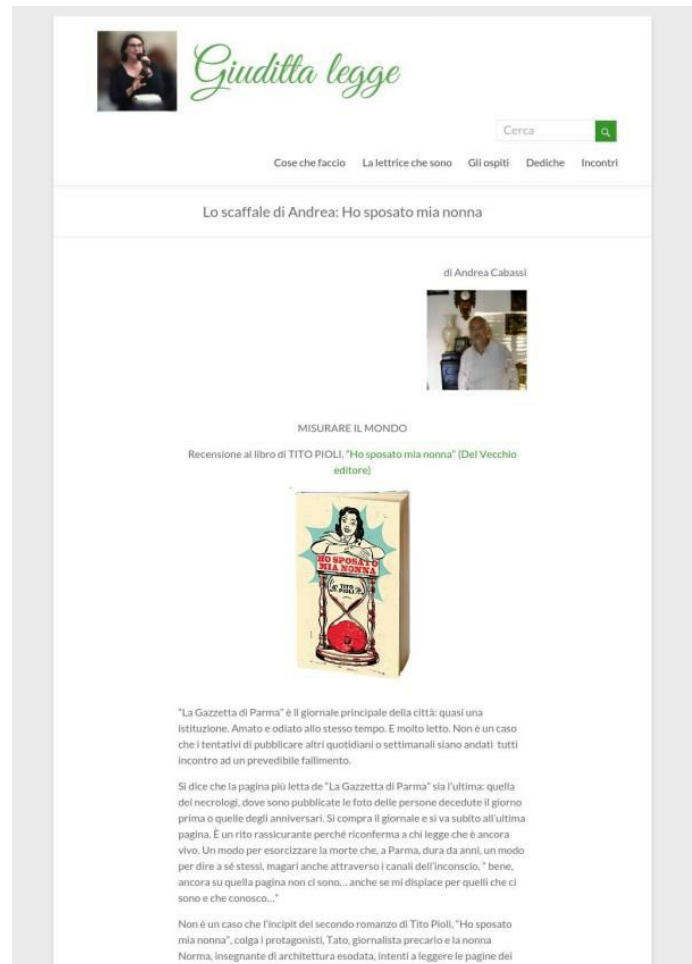 Giuditta legge
Cerca
Cose che faccio La lettrice che sono Gli ospiti Dediche Incontri
Lo scaffale di Andrea: Ho sposato mia nonna
di Andrea Cabassi
MISURARE IL MONDO
Recensione al libro di TITO PIOLI, “Ho sposato mia nonna” (Del Vecchio
editore)
HO SPOSATO
MIA NONNA
TITO
PIOLI
“La Gazzetta di Parma” è il giornale principale della città: quasi una
istituzione. Amato e odiato allo stesso tempo. E molto letto. Non è un caso
che i tentativi di pubblicare altri quotidiani o settimanali siano andati tutti
incontro ad un prevedibile fallimento.
Si dice che la pagina più letta de “La Gazzetta di Parma” sia l’ultima: quella
dei necrologi, dove sono pubblicate le foto delle persone decedute il giorno
prima o quelle degli anniversari. Si compra il giornale e si va subito all’ultima
pagina. È un rito rassicurante perché riconferma a chi legge che è ancora
vivo. Un modo per esorcizzare la morte che, a Parma, dura da anni, un modo
per dire a sé stessi, magari anche attraverso i canali dell’inconscio, ” bene,
ancora su quella pagina non ci sono… anche se mi displace per quelli che ci
sono e che conosco…”
Non è un caso che l’incipit del secondo romanzo di Tito Pioli, “Ho sposato
mia nonna”, colga i protagonisti, Tato, giornalista precario e la nonna
Norma, insegnante di architettura esodata, intenti a leggere le pagine dei